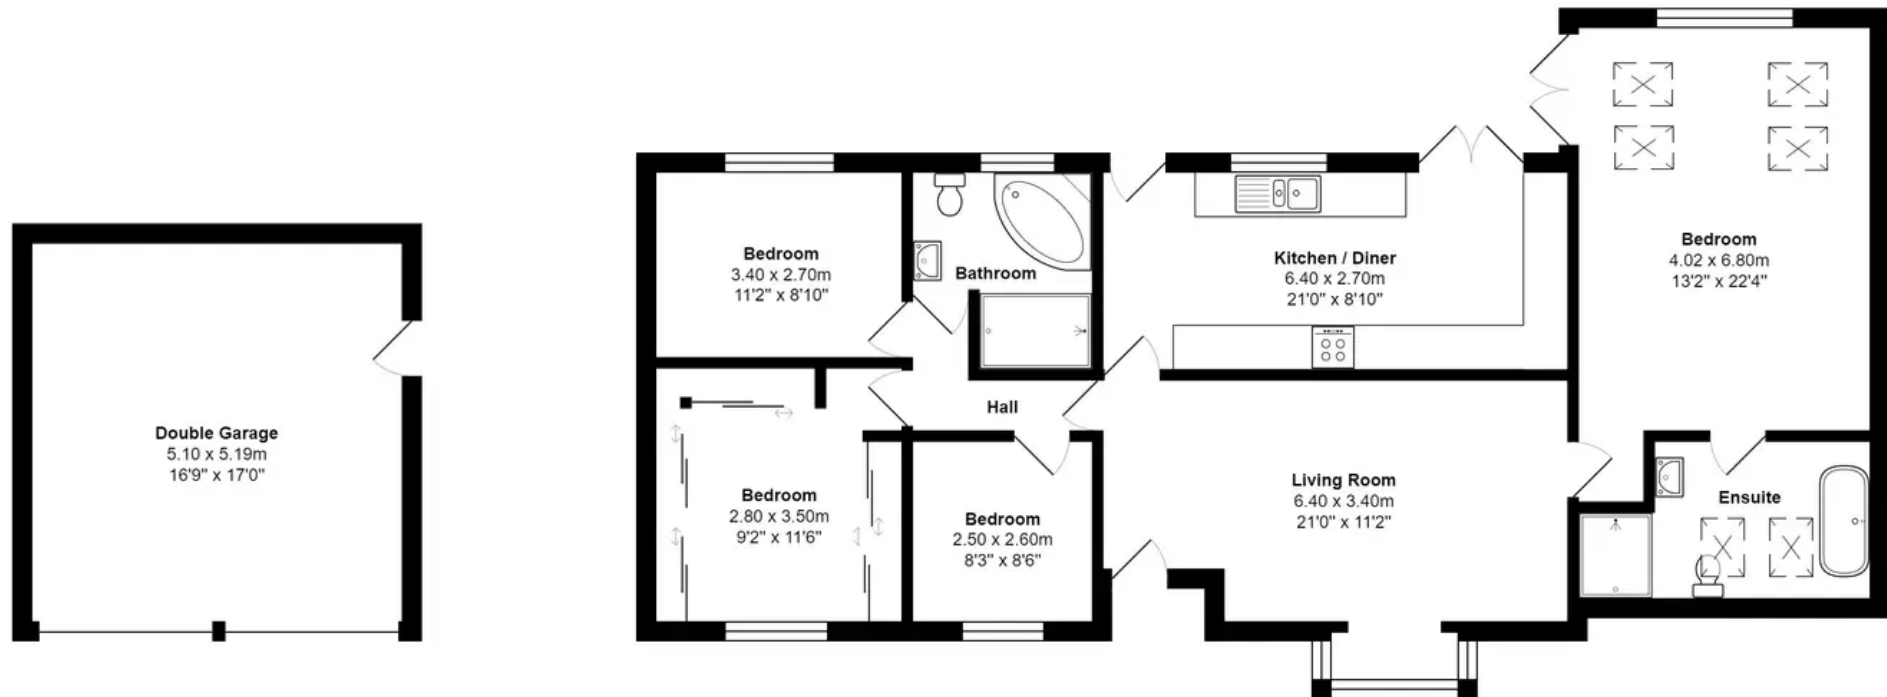 Double Garage
5.10 x 5.19m
16'9" x 17'0"
Bedroom
3.40 x 2.70m
11'2" x 8'10"
Bathroom
Kitchen / Diner
6.40 x 2.70m
21'0" x 8'10"
Bedroom
4.02 x 6.80m
13'2" x 22'4"
Hall
Bedroom
2.80 x 3.50m
9'2" x 11'6"
Bedroom
2.50 x 2.60m
8'3" x 8'6"
Living Room
6.40 x 3.40m
21'0" x 11'2"
Ensuite